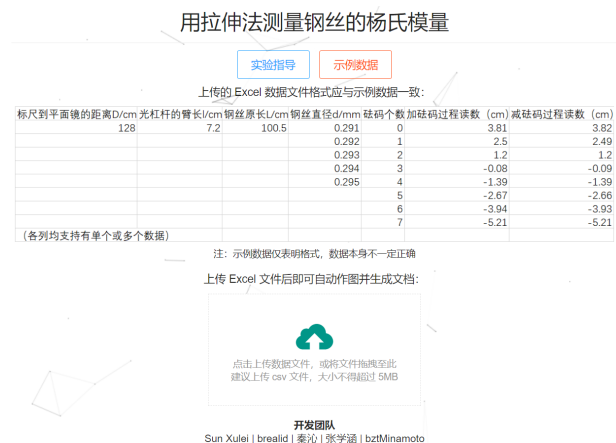 用拉伸法测量钢丝的杨氏模量
实验指导 示例数据
上传的 Excel 数据文件格式应与示例数据一致：
标尺到平面镜的距离D/cm 光杠杆的臂长l/cm 钢丝原长L/cm 钢丝直径d/mm 砝码个数 加砝码过程读数（cm) 减砝码过程读数（cm)
128 7.2 100.5 0.291 0 3.81 3.82
0.292 1 2.5 2.49
0.293 2 1.2 1.2
0.294 3 -0.08 -0.09
0.295 4 -1.39 -1.39
5 -2.67 -2.66
6 -3.94 -3.93
7 -5.21 -5.21
（各列均支持有单个或多个数据）
注：示例数据仅表明格式，数据本身不一定正确
上传 Excel 文件后即可自动作图并生成文档：
点击上传数据文件，或将文件拖拽至此
建议上传 csv 文件，大小不得超过 5MB
开发团队
Sun Xulei | brealid | 秦沁 | 张学涵 | bztMinamoto